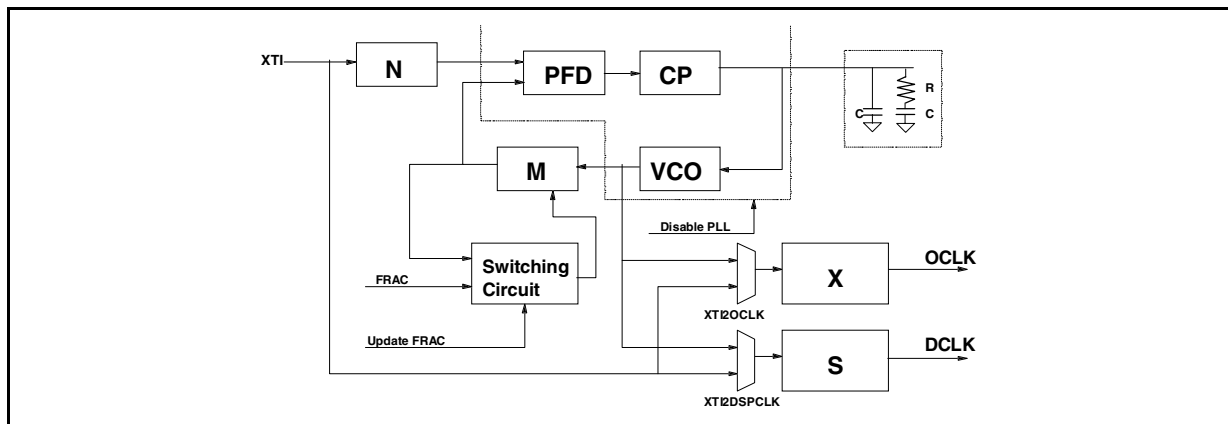 XTI
N
PFD
CP
R
C
C
M
VCO
Disable PLL
Switching
Circuit
FRAC
Update FRAC
XTI2OCLK
X
OCLK
XTI2DSPCLK
S
DCLK